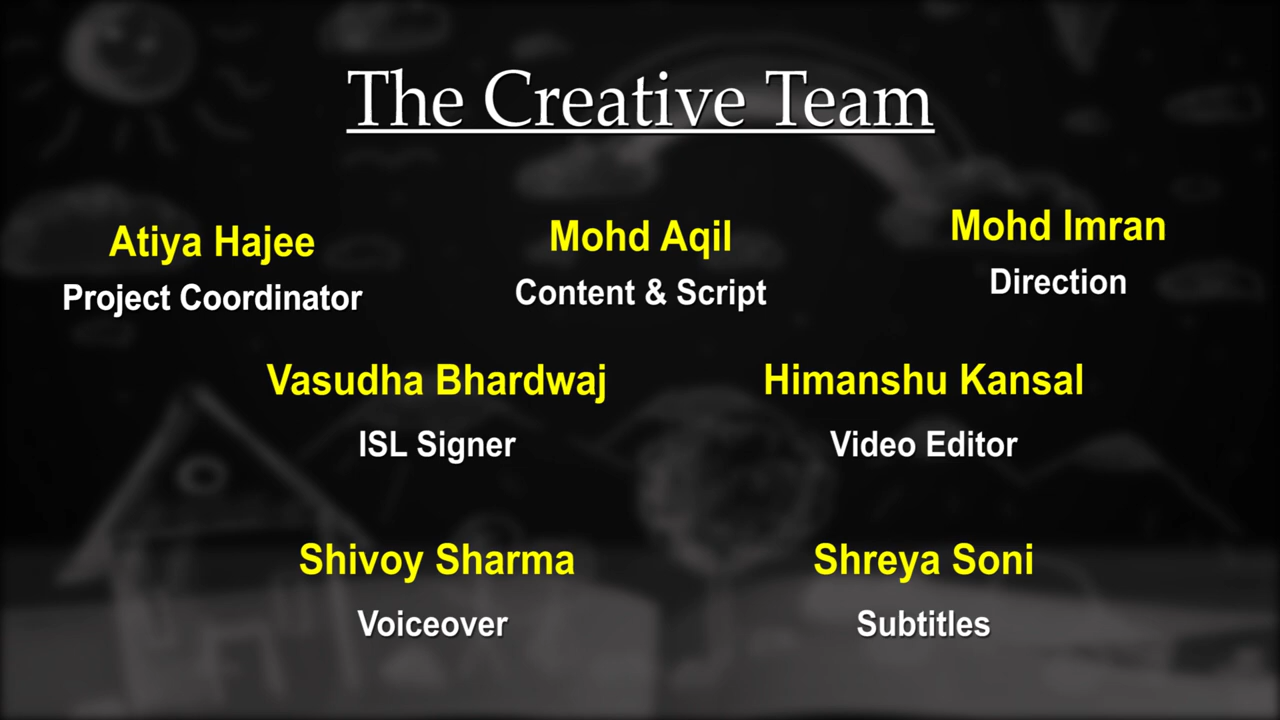 The Creative Team
Atiya Hajee
Project Coordinator
Mohd Aqil
Content & Script
Mohd Imran
Direction
Vasudha Bhardwaj
ISL Signer
Himanshu Kansal
Video Editor
Shivoy Sharma
Voiceover
Shreya Soni
Subtitles